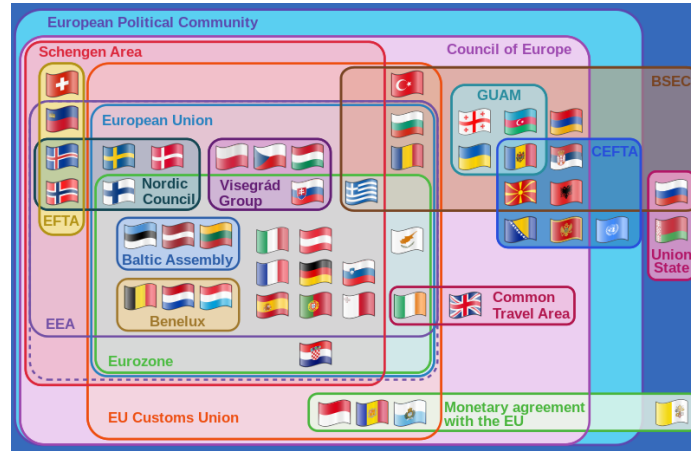 European Political Community
Schengen Area
Council of Europe
BSEC
GUAM
European Union
CEFTA
Nordic
Council
Visegrád
Group
EFTA
Baltic Assembly
Union
State
Benelux
Common
Travel Area
EEA
Eurozone
EU Customs Union
Monetary agreement
with the EU